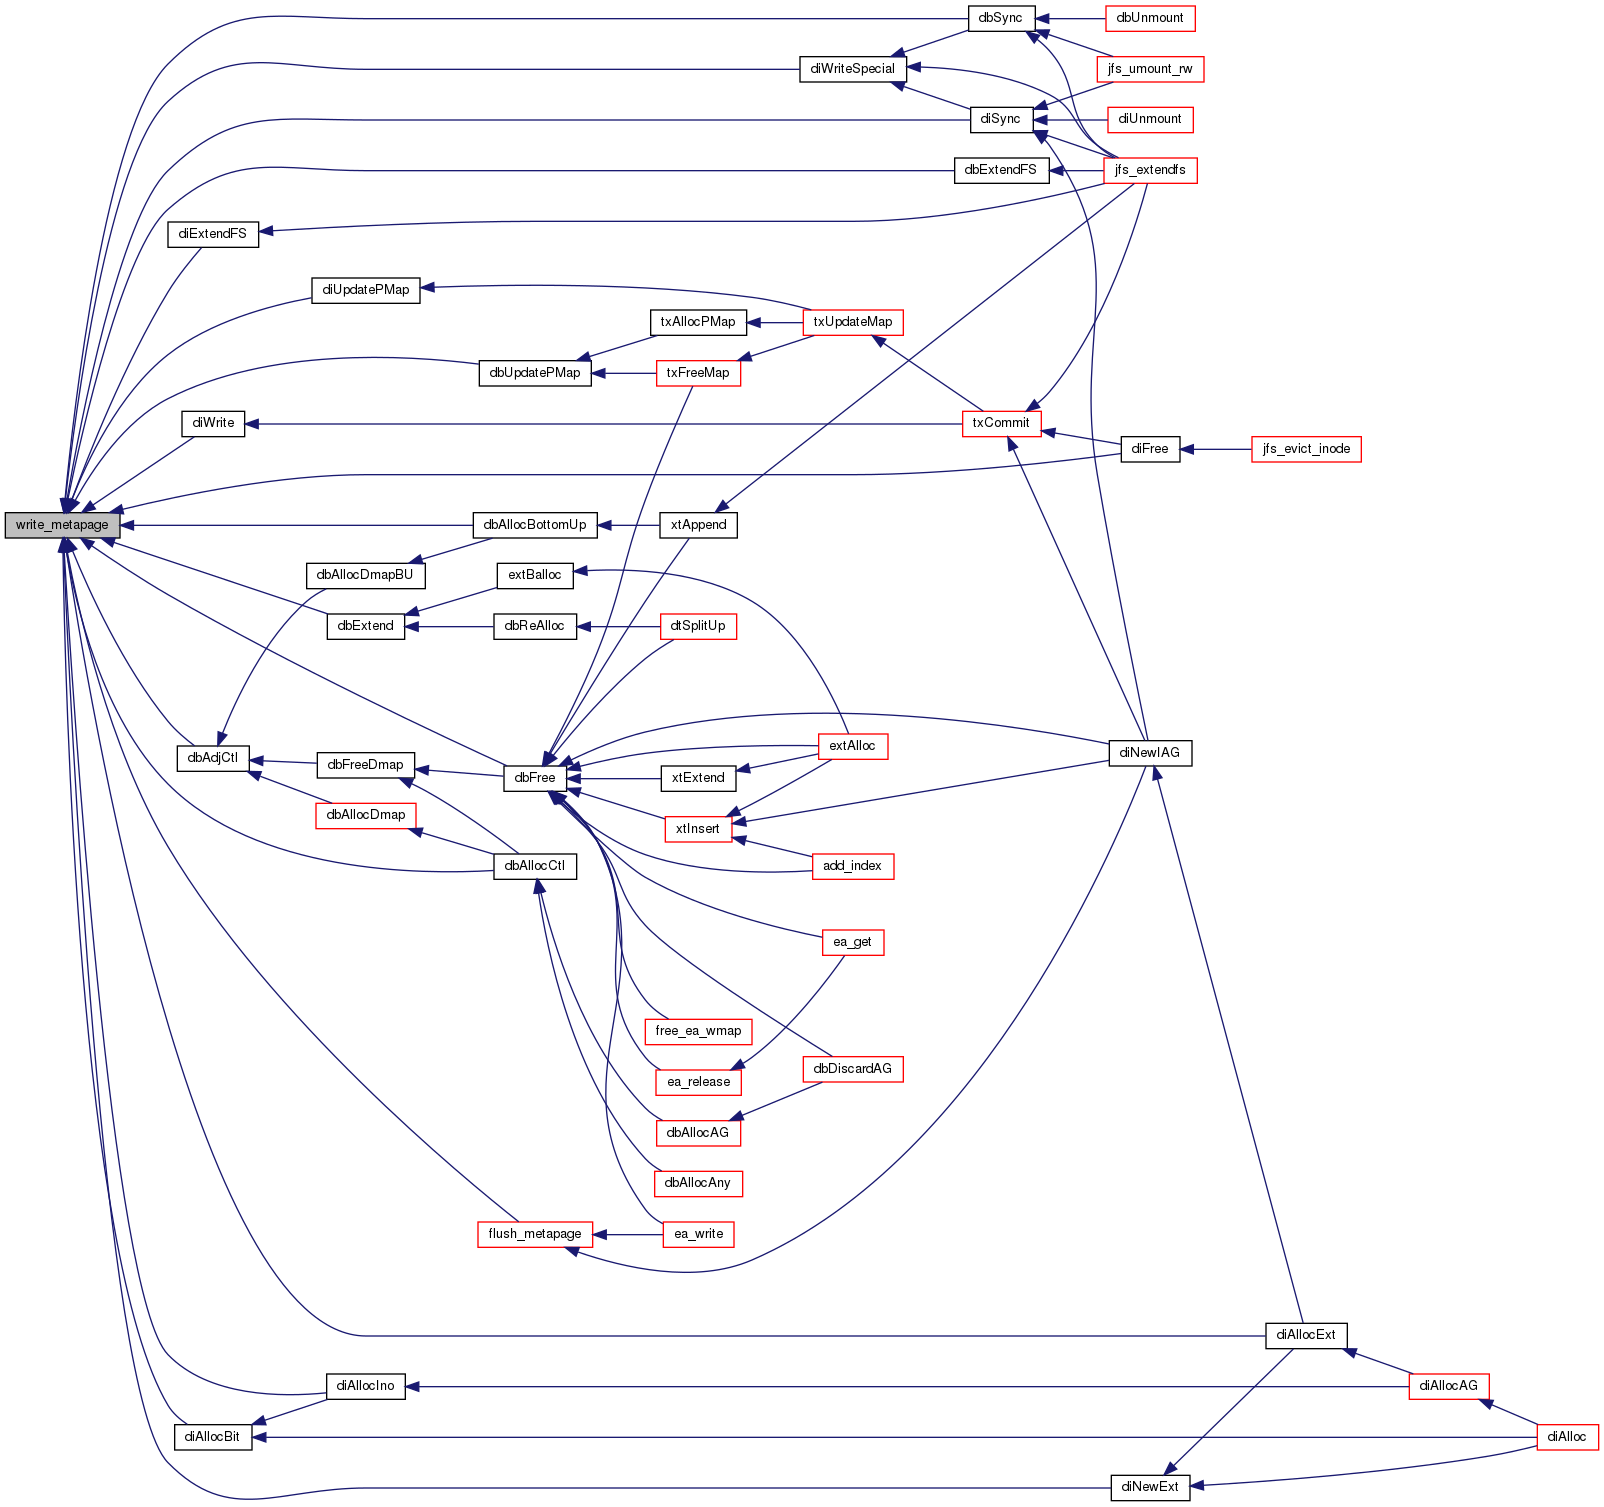 dbSync
dbUnmount
diWriteSpecial
jfs_umount_rw
diSync
diUnmount
dbExtendFS
jfs_extendfs
diExtendFS
diUpdatePMap
txAllocPMap
txUpdateMap
dbUpdatePMap
txFreeMap
diWrite
txCommit
diFree
jfs_evict_inode
write_metapage
dbAllocBottomUp
xtAppend
dbAllocDmapBU
extBalloc
dbExtend
dbReAlloc
dtSplitUp
dbAdjCtl
dbFreeDmap
dbFree
extAlloc
diNewIAG
xtExtend
dbAllocDmap
xtInsert
dbAllocCtl
add_index
ea_get
free_ea_wmap
dbDiscardAG
ea_release
dbAllocAG
dbAllocAny
flush_metapage
ea_write
diAllocExt
diAllocIno
diAllocAG
diAllocBit
diAlloc
diNewExt